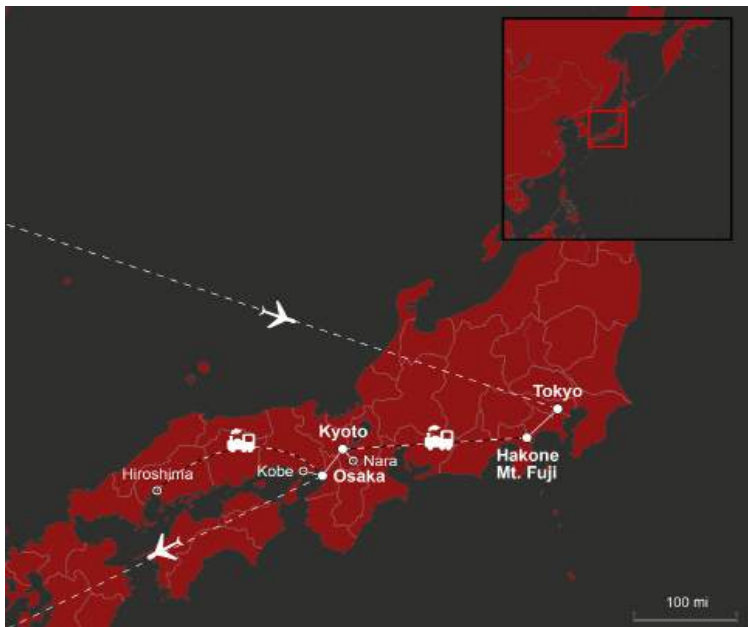 Tokyo
Kyoto
Hiroshima
Kobe
Nara
Osaka
Hakone
Mt. Fuji
100 mi